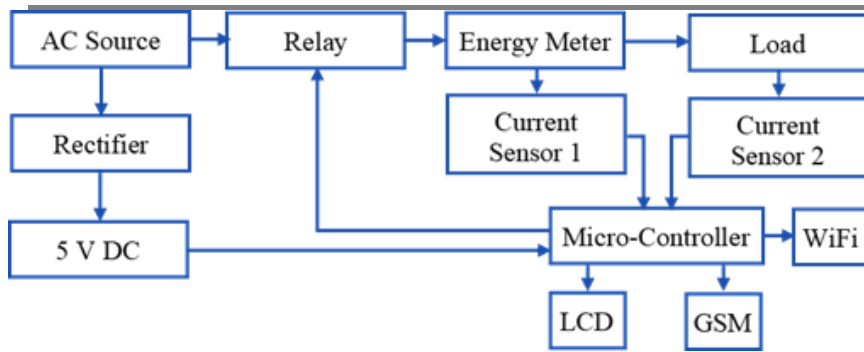 AC Source
Relay
Energy Meter
Load
Rectifier
Current
Sensor 1
Current
Sensor 2
5 V DC
Micro-Controller
WiFi
LCD
GSM